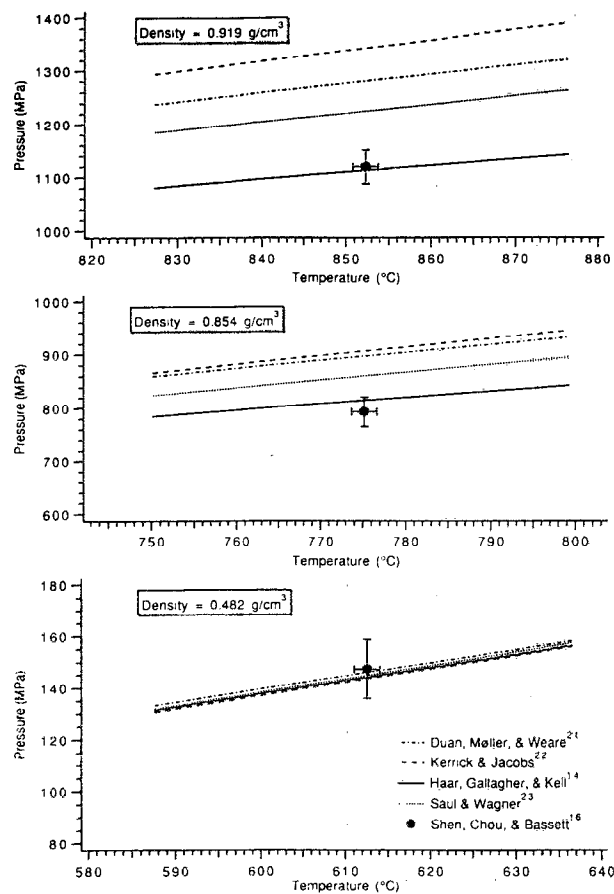 Density = 0.919 g/cm3
1400
1300
1200
1100
1000
Pressure (MPa)
820 830 840 850 860 870 880
Temperature (°C)
Density = 0.854 g/cm3
1000
900
800
700
600
Pressure (MPa)
750 760 770 780 790 800
Temperature (°C)
Density = 0.482 g/cm3
180
160
140
120
100
80
Pressure (MPa)
Duan, Møller, & Weare21
Kerrick & Jacobs22
Haar, Gallagher, & Kell14
Saul & Wagner23
Shen, Chou, & Bassett16
580 590 600 610 620 630 640
Temperature (°C)